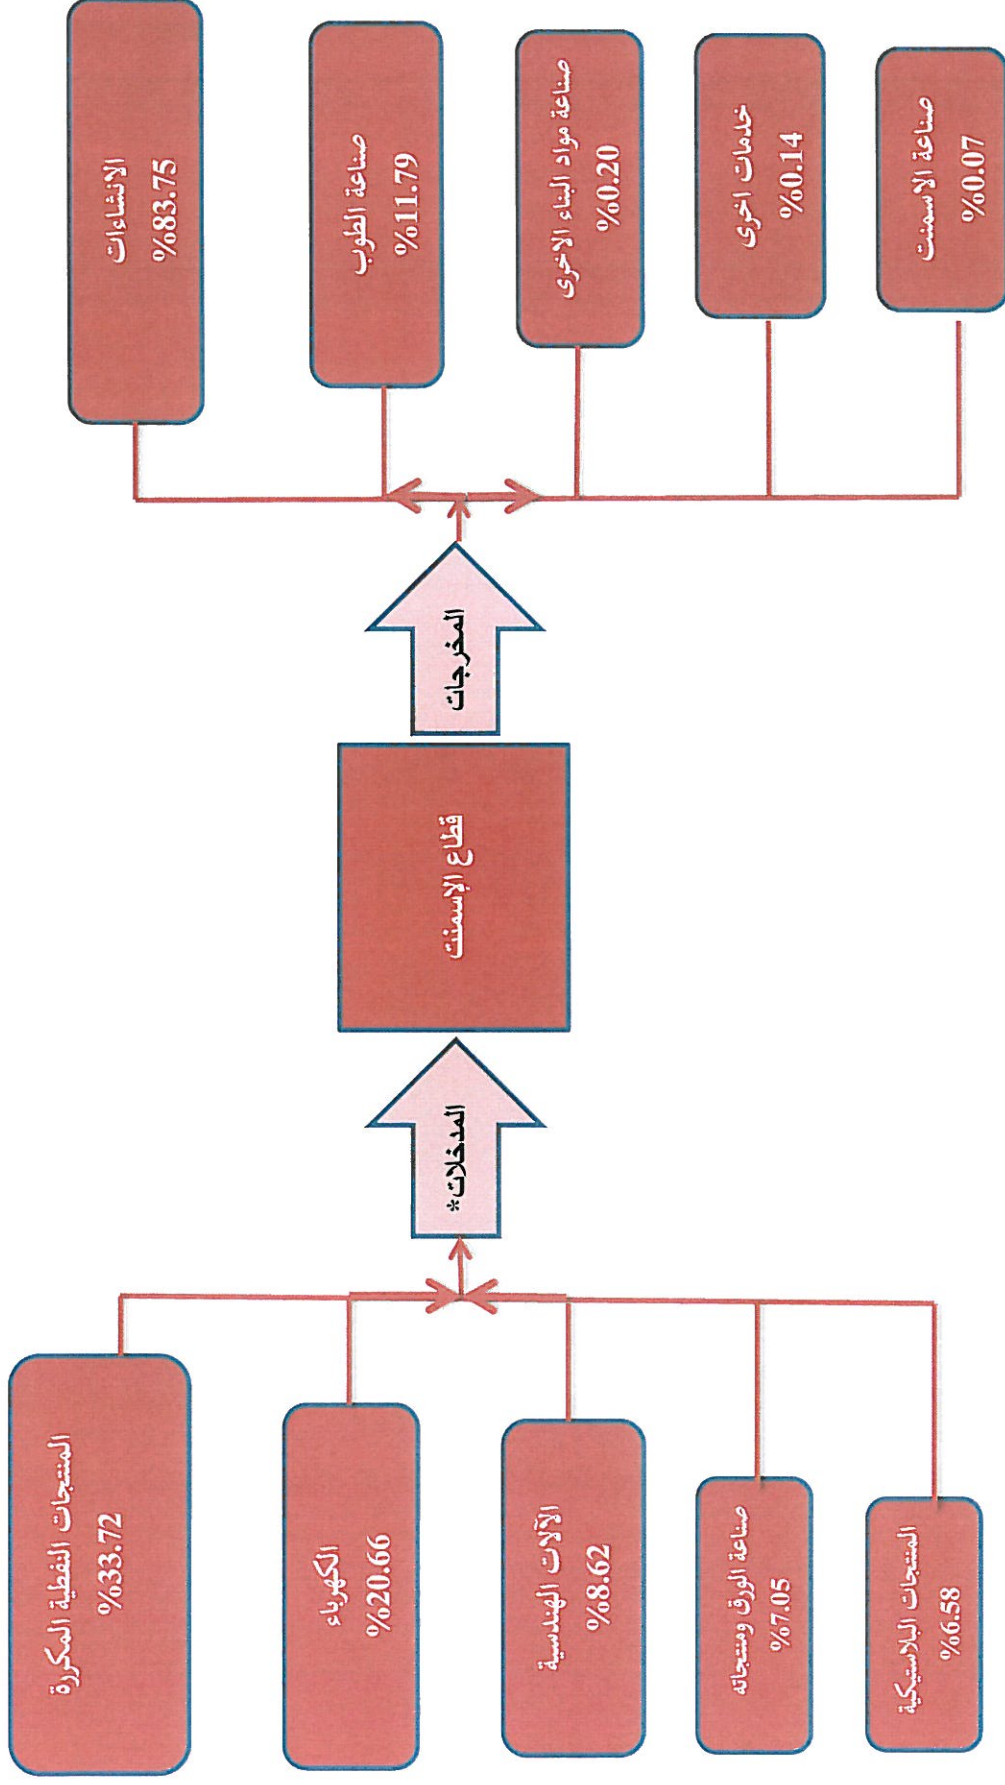 المنتجات النفطية المكررة
%33.72
الكهرباء
%20.66
الآلات الهندسية
%8.62
صناعة الورق ومنتجاته
%7.05
المنتجات البلاستيكية
%6.58
المدخلات*
قطاع الإسمنت
المخرجات
الانشاءات
%83.75
صناعة الطوب
%11.79
صناعة مواد البناء الاخرى
%0.20
خدمات اخرى
%0.14
صناعة الاسمنت
%0.07